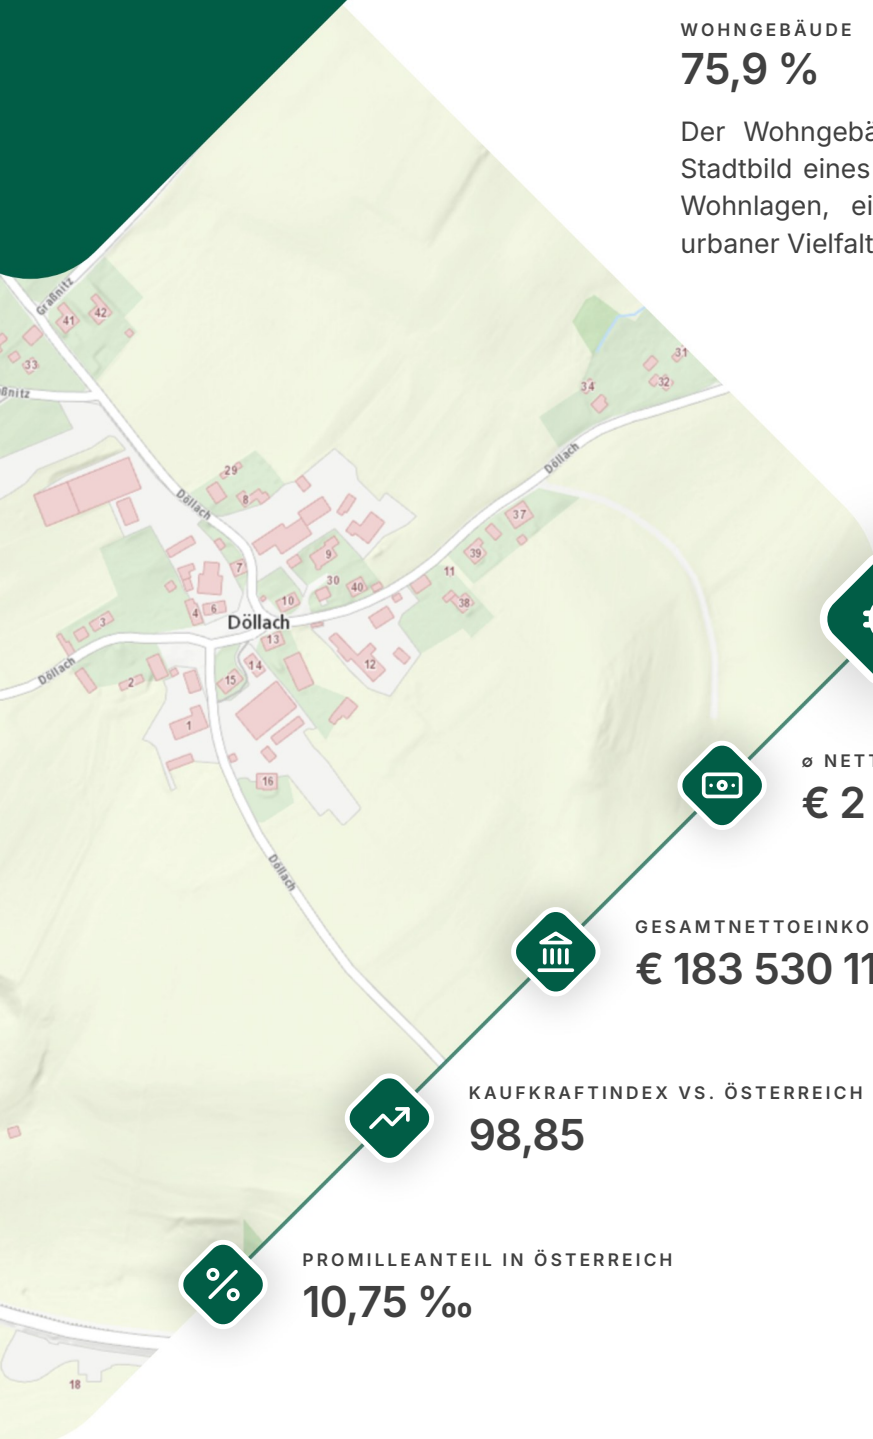 WOHNGEBÄUDE
75,9 %
Der Wohngebä
Stadtbild eines
Wohnlagen, ei
urbaner Vielfalt
Graßnitz
41
42
33
ßnitz
31
32
34
Döllach
29
8
Döllach
37
39
9
7
30
40
11
10
38
4
6
3
Döllach
13
14
12
Döllach
2
15
1
16
ø NETT
€ 2
Döllach
GESAMTNETTOEINKO
€ 183 530 11
KAUFKRAFTINDEX VS. ÖSTERREICH
98,85
PROMILLEANTEIL IN ÖSTERREICH
10,75 ‰
18